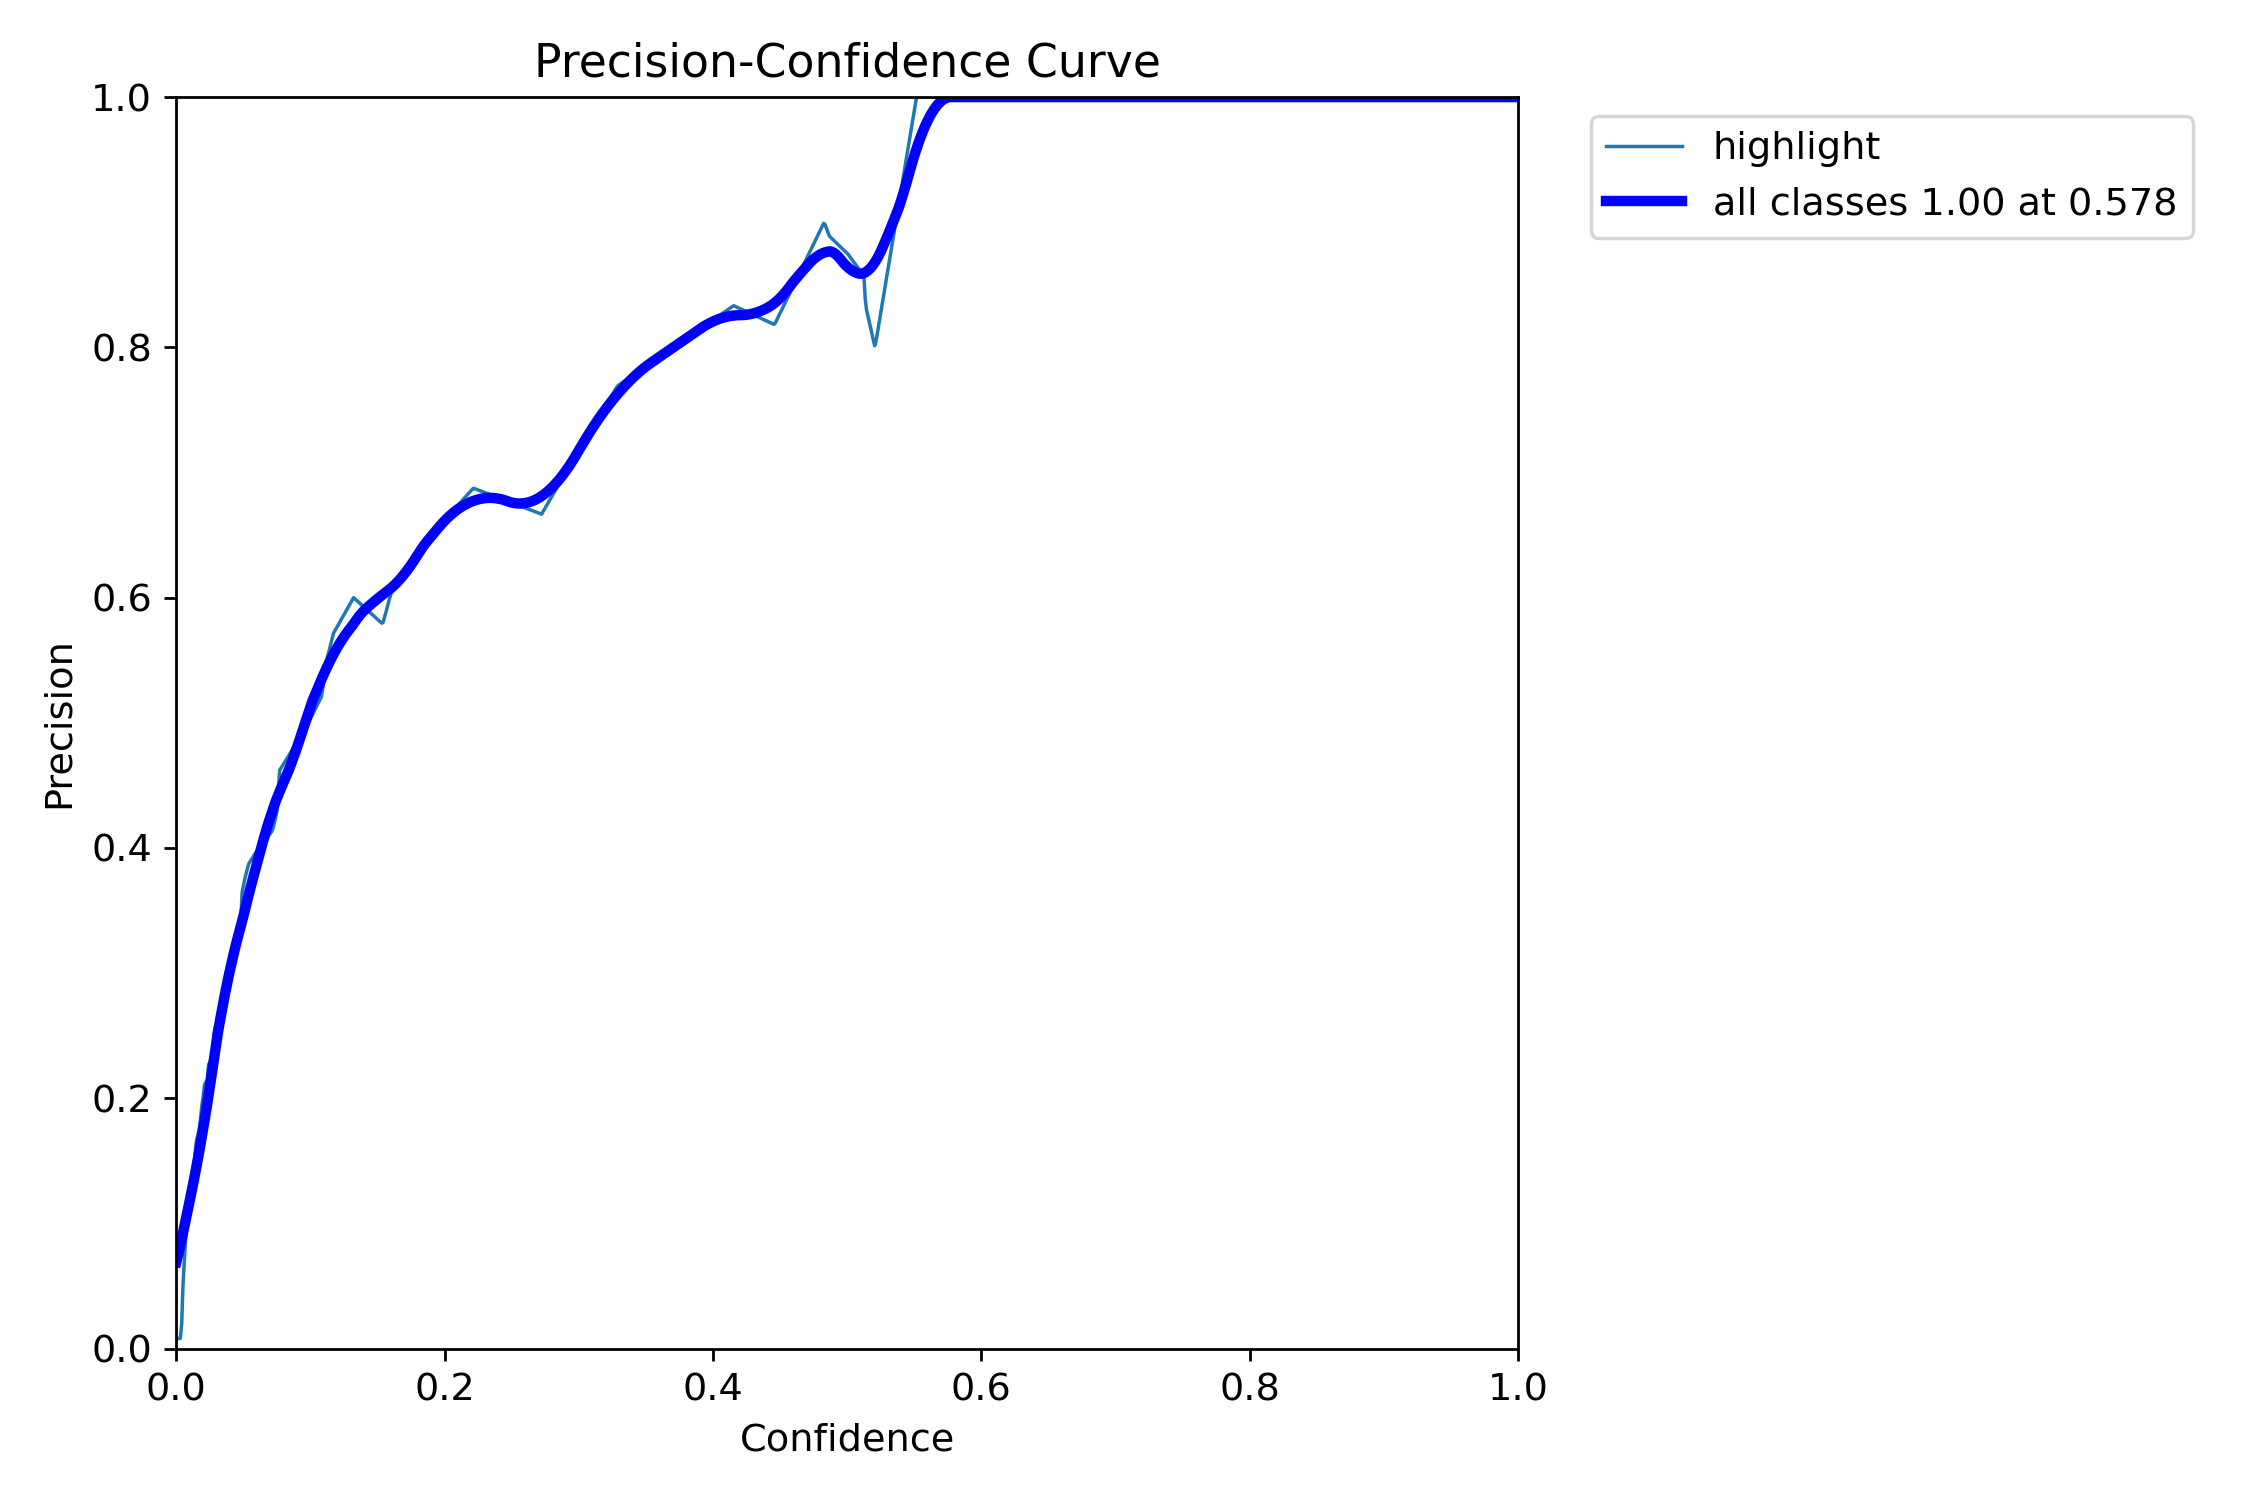 Precision-Confidence Curve
1.0
0.8
0.6
0.4
0.2
0.0
Precision
0.0 0.2 0.4 0.6 0.8 1.0
Confidence
highlight
all classes 1.00 at 0.578